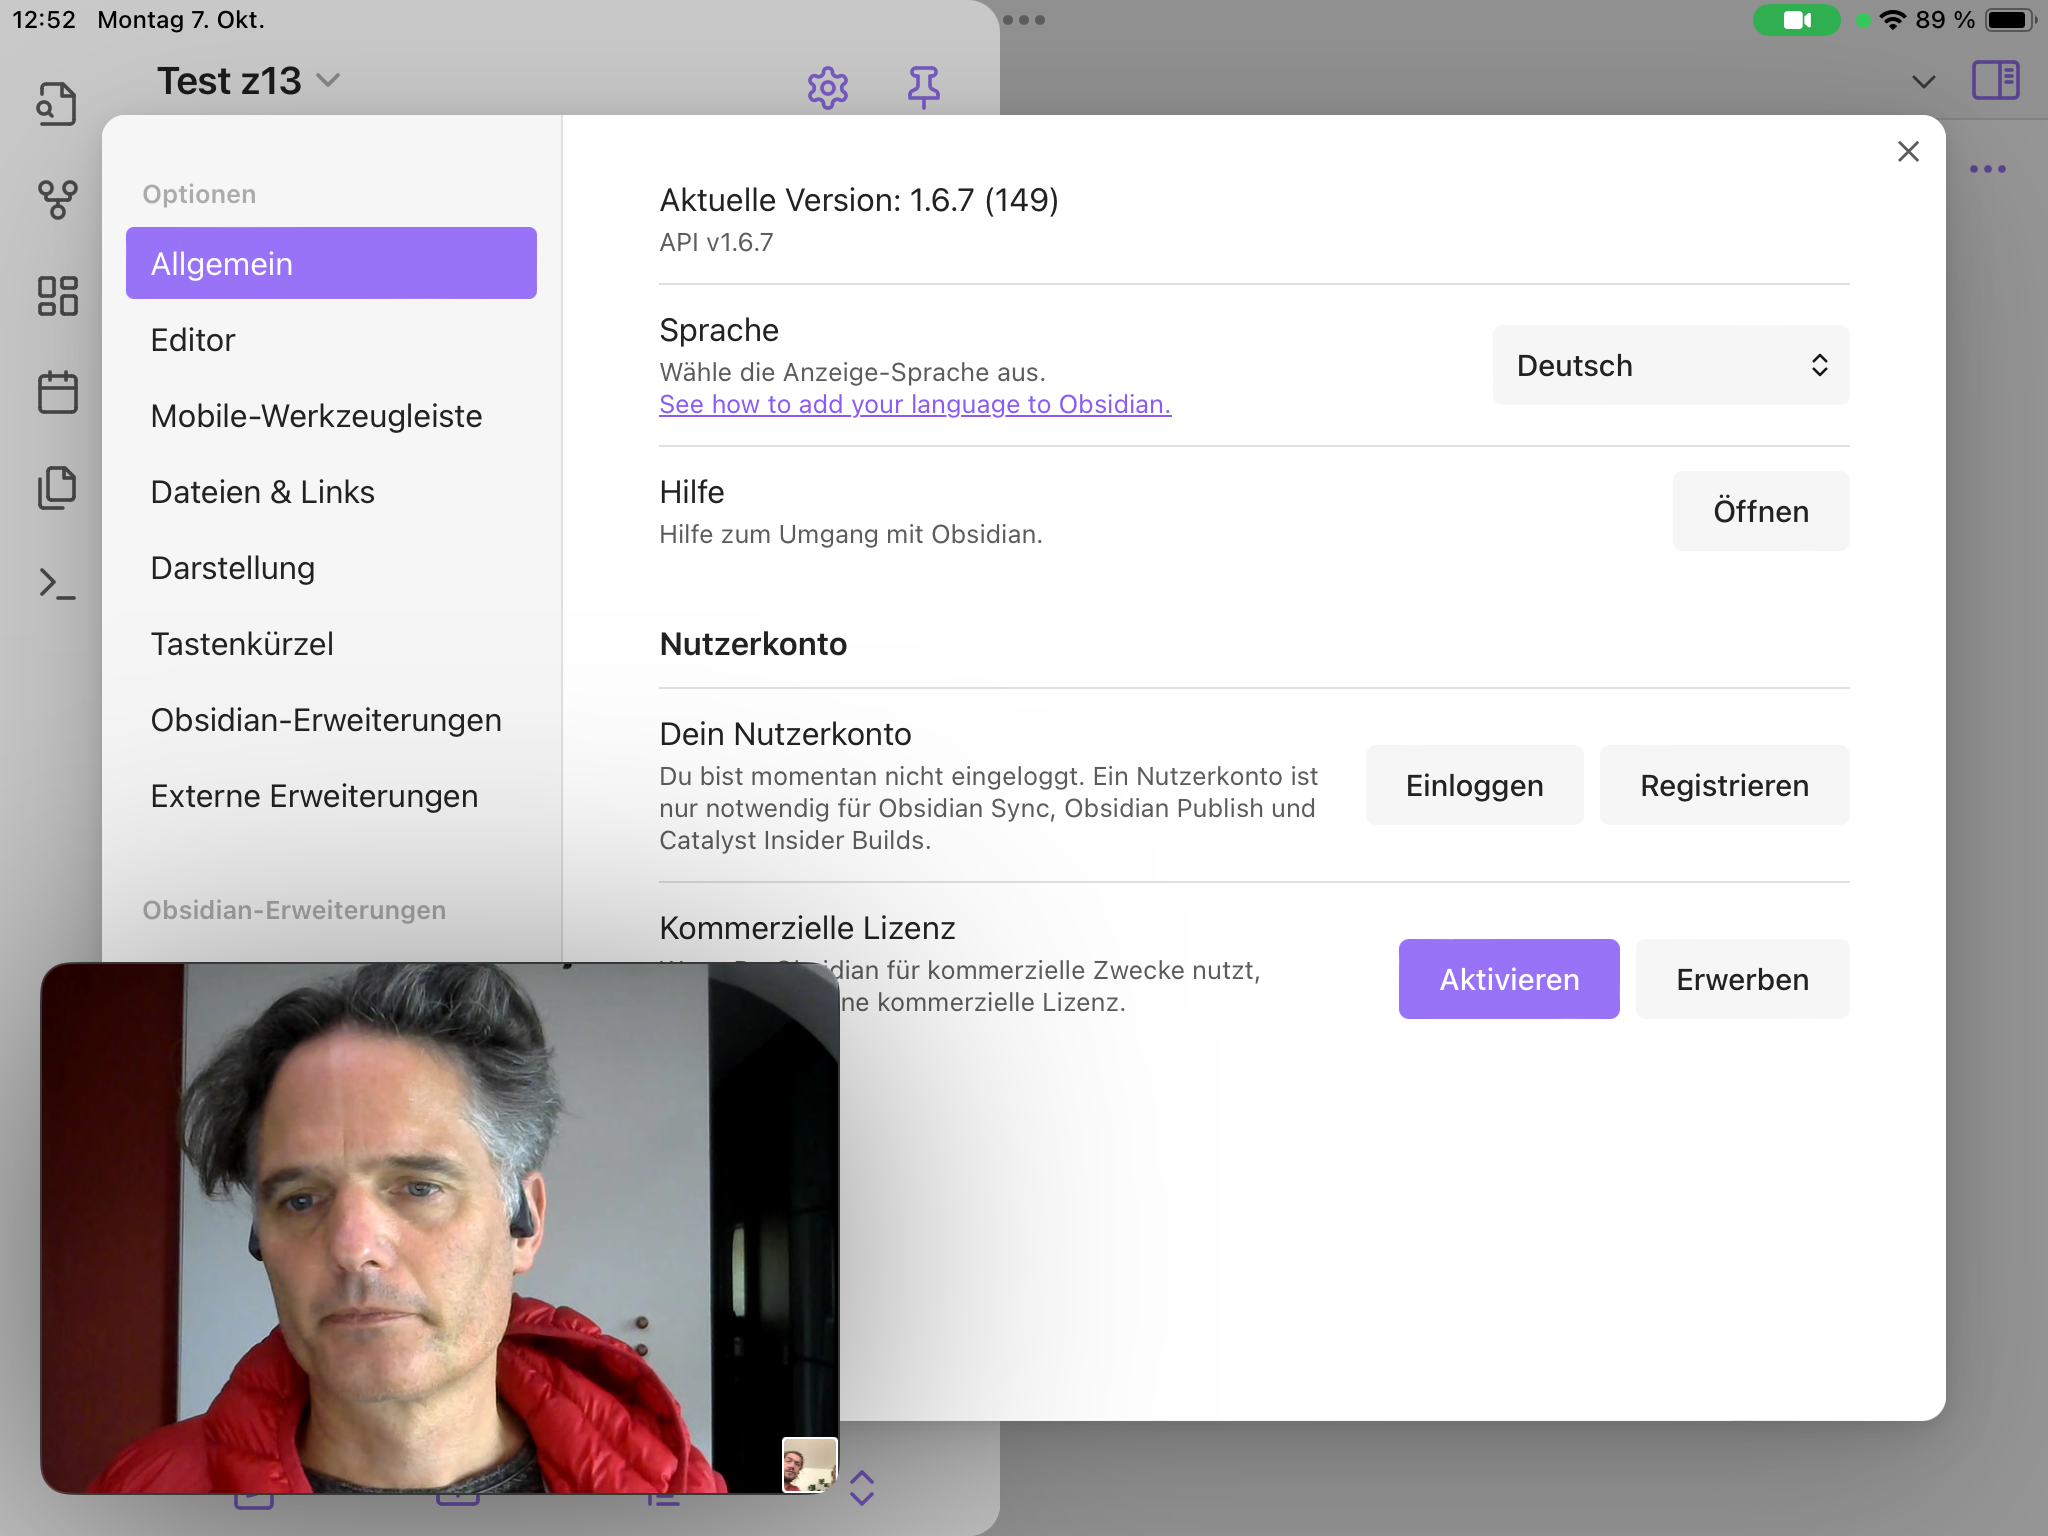 12:52 Montag 7. Okt.
89 %
Test z13
Optionen
Allgemein
Editor
Mobile-Werkzeugleiste
Dateien & Links
Darstellung
Tastenkürzel
Obsidian-Erweiterungen
Externe Erweiterungen
Obsidian-Erweiterungen
Aktuelle Version: 1.6.7 (149)
API v1.6.7
Sprache
Wähle die Anzeige-Sprache aus.
See how to add your language to Obsidian.
Deutsch
Hilfe
Hilfe zum Umgang mit Obsidian.
Öffnen
Nutzerkonto
Dein Nutzerkonto
Du bist momentan nicht eingeloggt. Ein Nutzerkonto ist
nur notwendig für Obsidian Sync, Obsidian Publish und
Catalyst Insider Builds.
Einloggen
Registrieren
Kommerzielle Lizenz
für kommerzielle Zwecke nutzt,
kommerzielle Lizenz.
Aktivieren
Erwerben